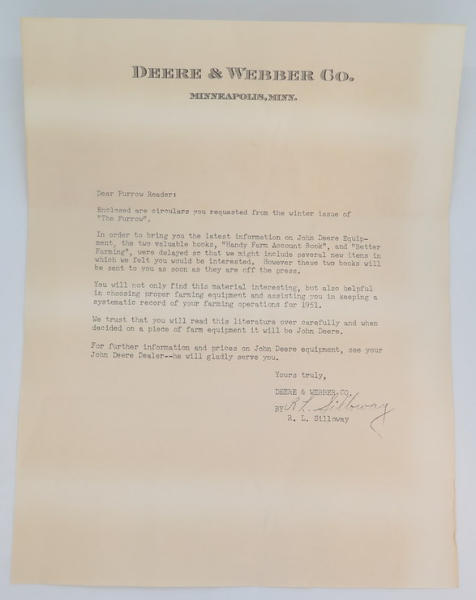 DEERE & WEBBER CO.
MINNEAPOLIS, MINN.
Dear Furrow Reader:
Enclosed are circulars you requested from the winter issue of
"The Furrow".
In order to bring you the latest information on John Deere Equip-
ment, the two valuable books, "Handy Farm Account Book", and "Better
Farming", were delayed so that we might include several new items in
which we felt you would be interested. However these two books will
be sent to you as soon as they are off the press.
You will not only find this material interesting, but also helpful
in choosing proper farming equipment and assisting you in keeping a
systematic record of your farming operations for 1951.
We trust that you will read this literature over carefully and when
decided on a piece of farm equipment it will be John Deere.
For further information and prices on John Deere equipment, see your
John Deere Dealer--he will gladly serve you.
Yours truly,
DEERE & WEBBER CO.
BY R L Silloway
R. L. Silloway